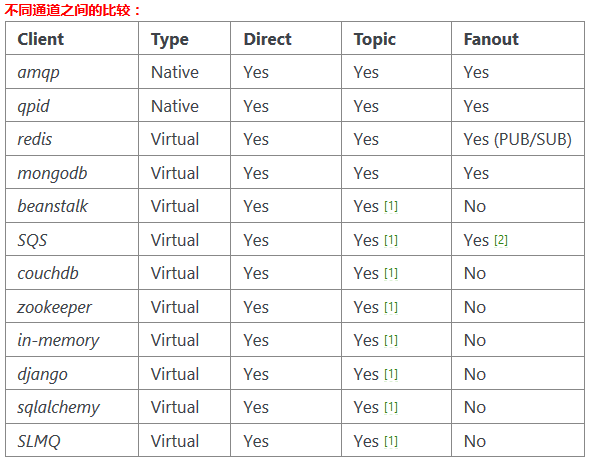 不同通道之间的比较：
Client Type Direct Topic Fanout
amqp Native Yes Yes Yes
qpid Native Yes Yes Yes
redis Virtual Yes Yes Yes (PUB/SUB)
mongodb Virtual Yes Yes Yes
beanstalk Virtual Yes Yes [1] No
SQS Virtual Yes Yes [1] Yes [2]
couchdb Virtual Yes Yes [1] No
zookeeper Virtual Yes Yes [1] No
in-memory Virtual Yes Yes [1] No
django Virtual Yes Yes [1] No
sqlalchemy Virtual Yes Yes [1] No
SLMQ Virtual Yes Yes [1] No